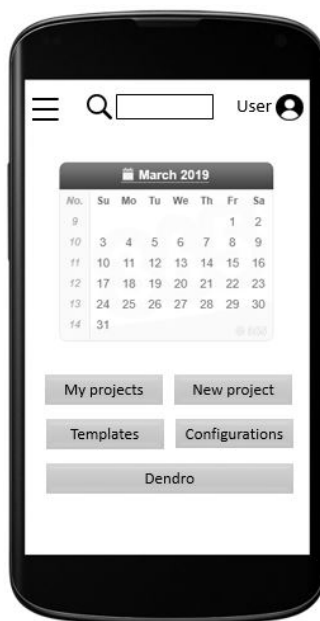 User
March 2019
No. Su Mo Tu We Th Fr Sa
9 1 2
10 3 4 5 6 7 8 9
11 10 11 12 13 14 15 16
12 17 18 19 20 21 22 23
13 24 25 26 27 28 29 30
14 31
My projects New project
Templates Configurations
Dendro